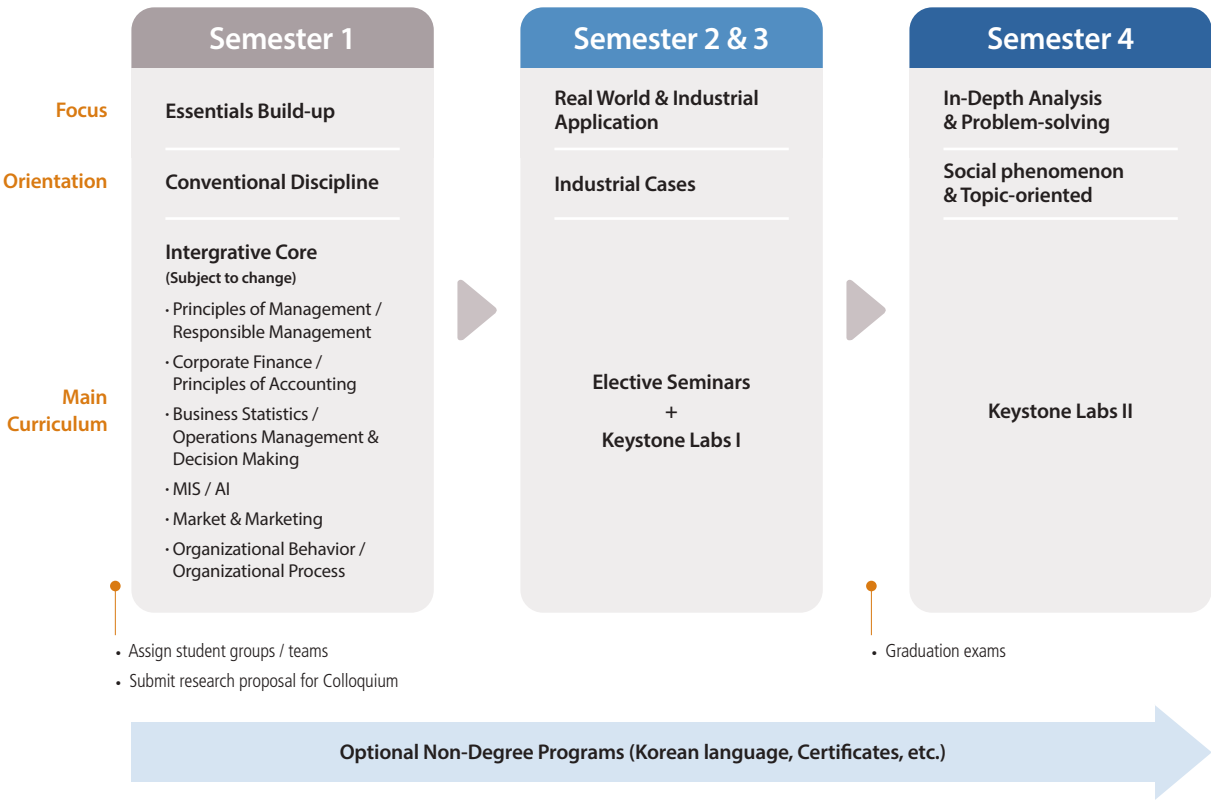 Semester 1
Semester 2 & 3
Semester 4
Focus
Essentials Build-up
Real World & Industrial
Application
In-Depth Analysis
& Problem-solving
Orientation
Conventional Discipline
Industrial Cases
Social phenomenon
& Topic-oriented
Main
Curriculum
Intergrative Core
(Subject to change)
· Principles of Management /
Responsible Management
· Corporate Finance /
Principles of Accounting
· Business Statistics /
Operations Management &
Decision Making
· MIS / AI
· Market & Marketing
· Organizational Behavior /
Organizational Process
Elective Seminars
+
Keystone Labs I
Keystone Labs II
• Assign student groups / teams
• Submit research proposal for Colloquium
• Graduation exams
Optional Non-Degree Programs (Korean language, Certificates, etc.)